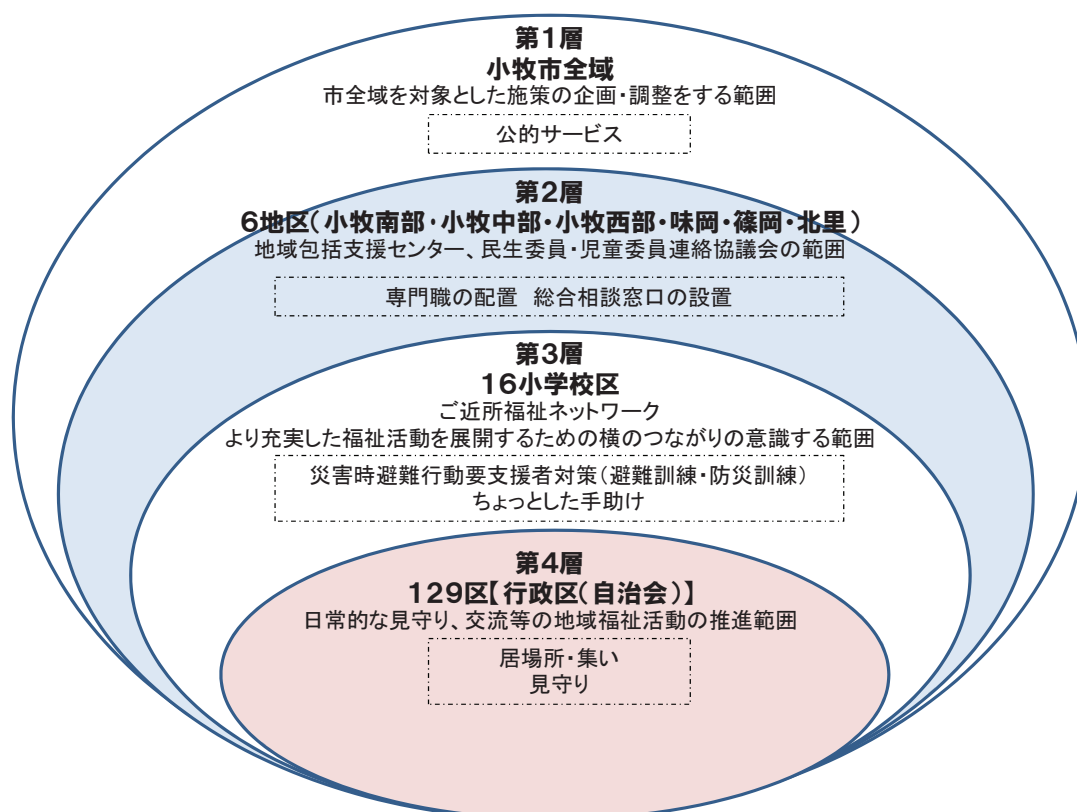 第1層
小牧市全域
市全域を対象とした施策の企画・調整をする範囲
公的サービス
第2層
6地区(小牧南部・小牧中部・小牧西部・味岡・篠岡・北里)
地域包括支援センター、民生委員・児童委員連絡協議会の範囲
専門職の配置 総合相談窓口の設置
第3層
16小学校区
ご近所福祉ネットワーク
より充実した福祉活動を展開するための横のつながりの意識する範囲
災害時避難行動要支援者対策(避難訓練・防災訓練)
ちょっとした手助け
第4層
129区【行政区(自治会)】
日常的な見守り、交流等の地域福祉活動の推進範囲
居場所・集い
見守り